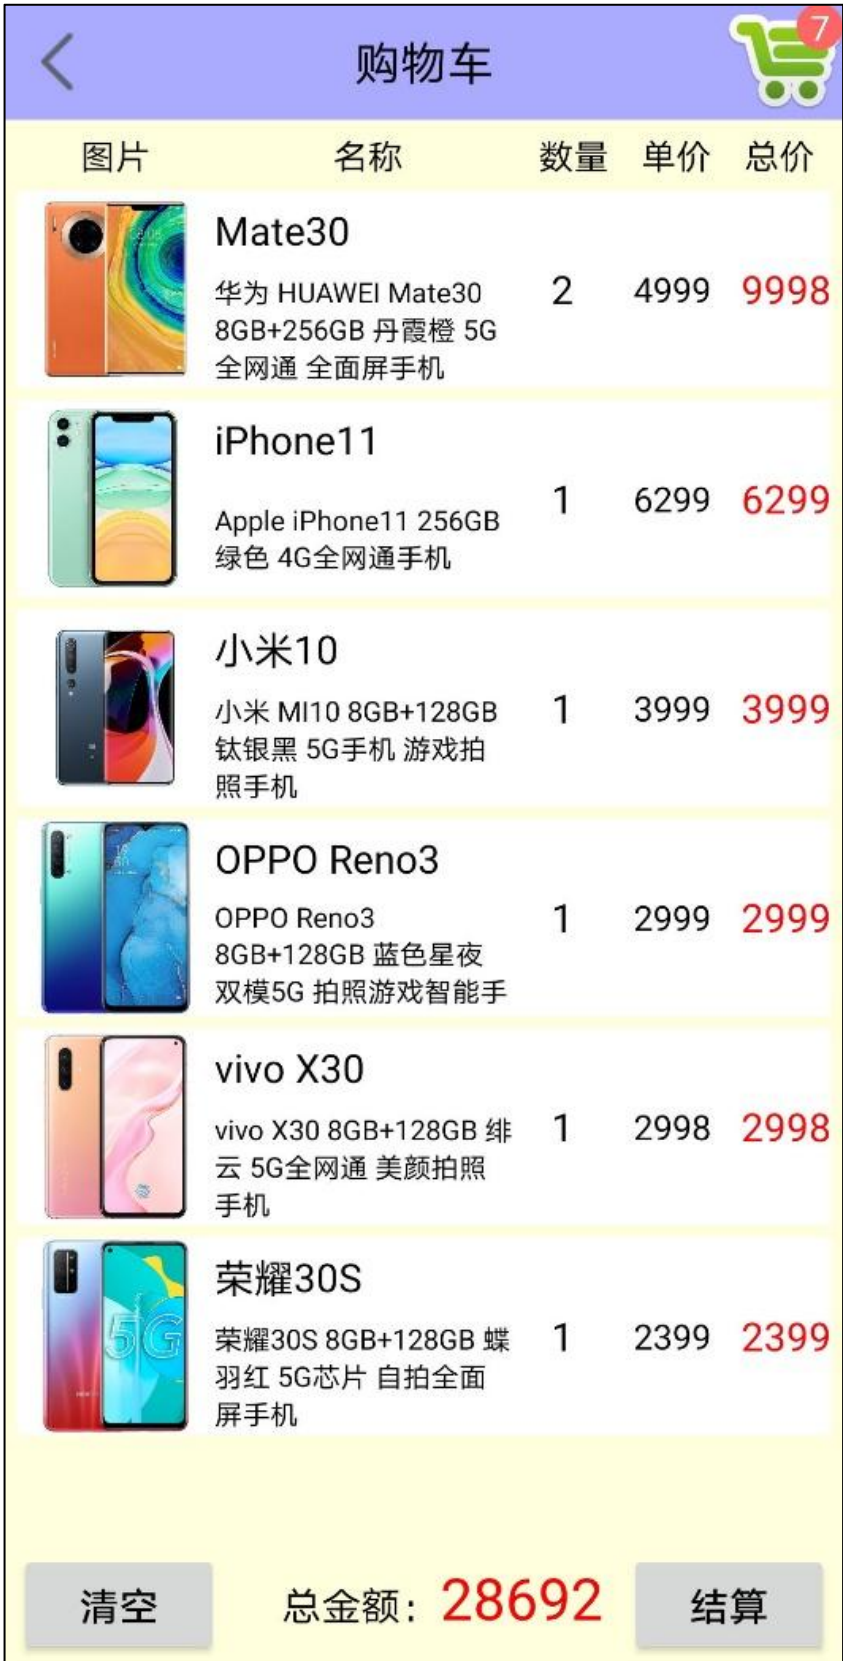 购物车
7
图片 名称 数量 单价 总价
Mate30
华为 HUAWEI Mate30
8GB+256GB 丹霞橙 5G
全网通 全面屏手机
2 4999 9998
iPhone11
Apple iPhone11 256GB
绿色 4G全网通手机
1 6299 6299
小米10
小米 MI10 8GB+128GB
钛银黑 5G手机 游戏拍
照手机
1 3999 3999
OPPO Reno3
OPPO Reno3
8GB+128GB 蓝色星夜
双模5G 拍照游戏智能手
1 2999 2999
vivo X30
vivo X30 8GB+128GB 绯
云 5G全网通 美颜拍照
手机
1 2998 2998
5G
荣耀30S
荣耀30S 8GB+128GB 蝶
羽红 5G芯片 自拍全面
屏手机
1 2399 2399
清空 总金额：28692 结算